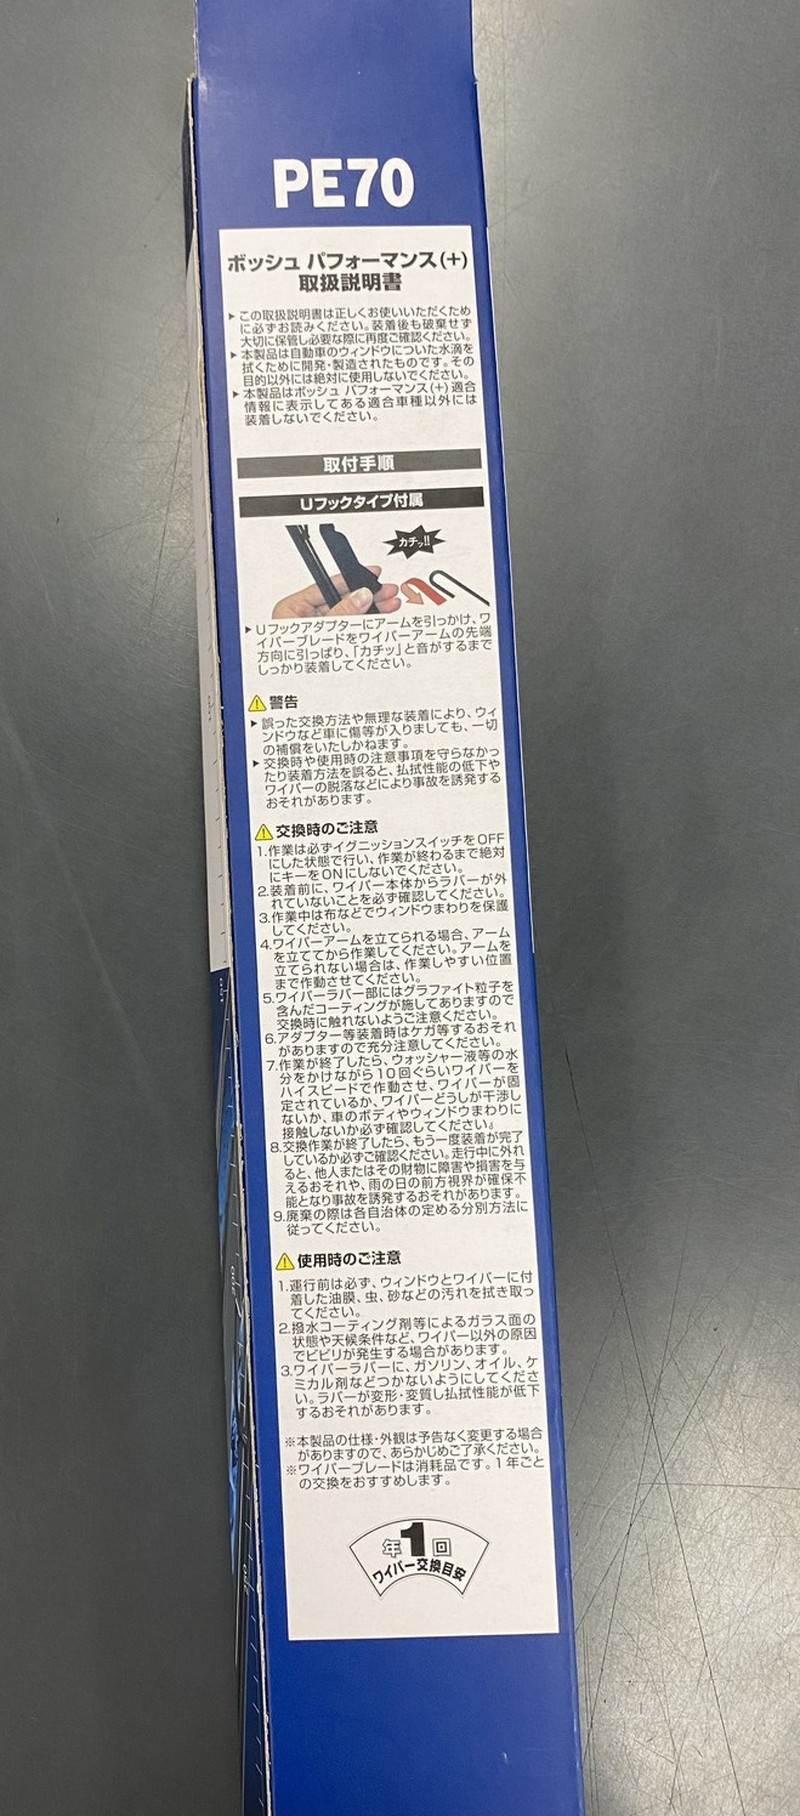 PE70
ボッシュ パフォーマンス(+)
取扱説明書
▶この取扱説明書は正しくお使いいただくため
に必ずお読みください。装着後も破棄せず
大切に保管し必要な際に再度ご確認ください。
▶本製品は自動車のウィンドウについた水滴を
拭くために開発・製造されたものです。その
目的以外には絶対に使用しないでください。
▶本製品はボッシュ パフォーマンス(+)適合
情報に表示してある適合車種以外には
装着しないでください。
取付手順
Uフックタイプ付属
カチッ!!
▶Uフックアダプターにアームを引っかけ、ワ
イパーブレードをワイパーアームの先端
方向に引っぱり、「カチッ」と音がするまで
しっかり装着してください。
警告
▶誤った交換方法や無理な装着により、ウィ
ンドウなど車に傷等が入りましても、一切
の補償をいたしかねます。
▶交換時や使用時の注意事項を守らなかっ
たり装着方法を誤ると、払拭性能の低下や
ワイパーの脱落などにより事故を誘発する
おそれがあります。
交換時のご注意
1.作業は必ずイグニッションスイッチをOFF
にした状態で行い、作業が終わるまで絶対
にキーをONにしないでください。
2.装着前に、ワイパー本体からラバーが外
れていないことを必ず確認してください。
3.作業中は布などでウィンドウまわりを保護
してください。
4.ワイパーアームを立てられる場合、アーム
を立ててから作業してください。アームを
立てられない場合は、作業しやすい位置
まで作動させてください。
5.ワイパーラバー部にはグラファイト粒子を
含んだコーティングが施してありますので
交換時に触れないようご注意ください。
6.アダプター等装着時はケガ等するおそれ
がありますので充分注意してください。
7.作業が終了したら、ウォッシャー液等の水
分をかけながら10回ぐらいワイパーを
ハイスピードで作動させ、ワイパーが固
定されているか、ワイパーどうしが干渉し
ないか、車のボディやウィンドウまわりに
接触しないか必ず確認してください。
8.交換作業が終了したら、もう一度装着が完了
しているか必ずご確認ください。走行中に外れ
ると、他人またはその財物に障害や損害を与
えるおそれや、雨の日の前方視界が確保不
能となり事故を誘発するおそれがあります。
9.廃棄の際は各自治体の定める分別方法に
従ってください。
使用時のご注意
1.運行前は必ず、ウィンドウとワイパーに付
着した油膜、虫、砂などの汚れを拭き取っ
てください。
2.撥水コーティング剤等によるガラス面の
状態や天候条件など、ワイパー以外の原因
でビビリが発生する場合があります。
3.ワイパーラバーに、ガソリン、オイル、ケ
ミカル剤などつかないようにしてくださ
い。ラバーが変形・変質し払拭性能が低下
するおそれがあります。
※本製品の仕様・外観は予告なく変更する場合
がありますので、あらかじめご了承ください。
※ワイパーブレードは消耗品です。1年ごと
の交換をおすすめします。
年1回
ワイパー交換目安